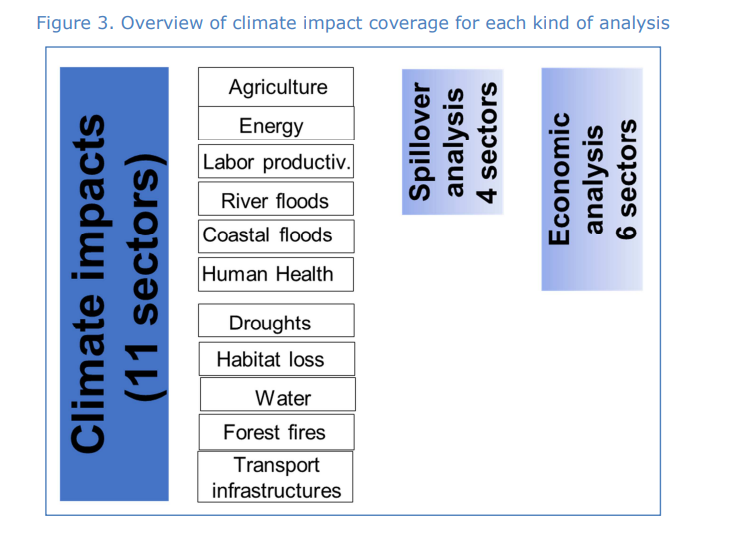 Figure 3. Overview of climate impact coverage for each kind of analysis
Climate impacts
(11 sectors)
Agriculture
Energy
Labor productiv.
River floods
Coastal floods
Human Health
Droughts
Habitat loss
Water
Forest fires
Transport
infrastructures
Spillover
analysis
4 sectors
Economic
analysis
6 sectors